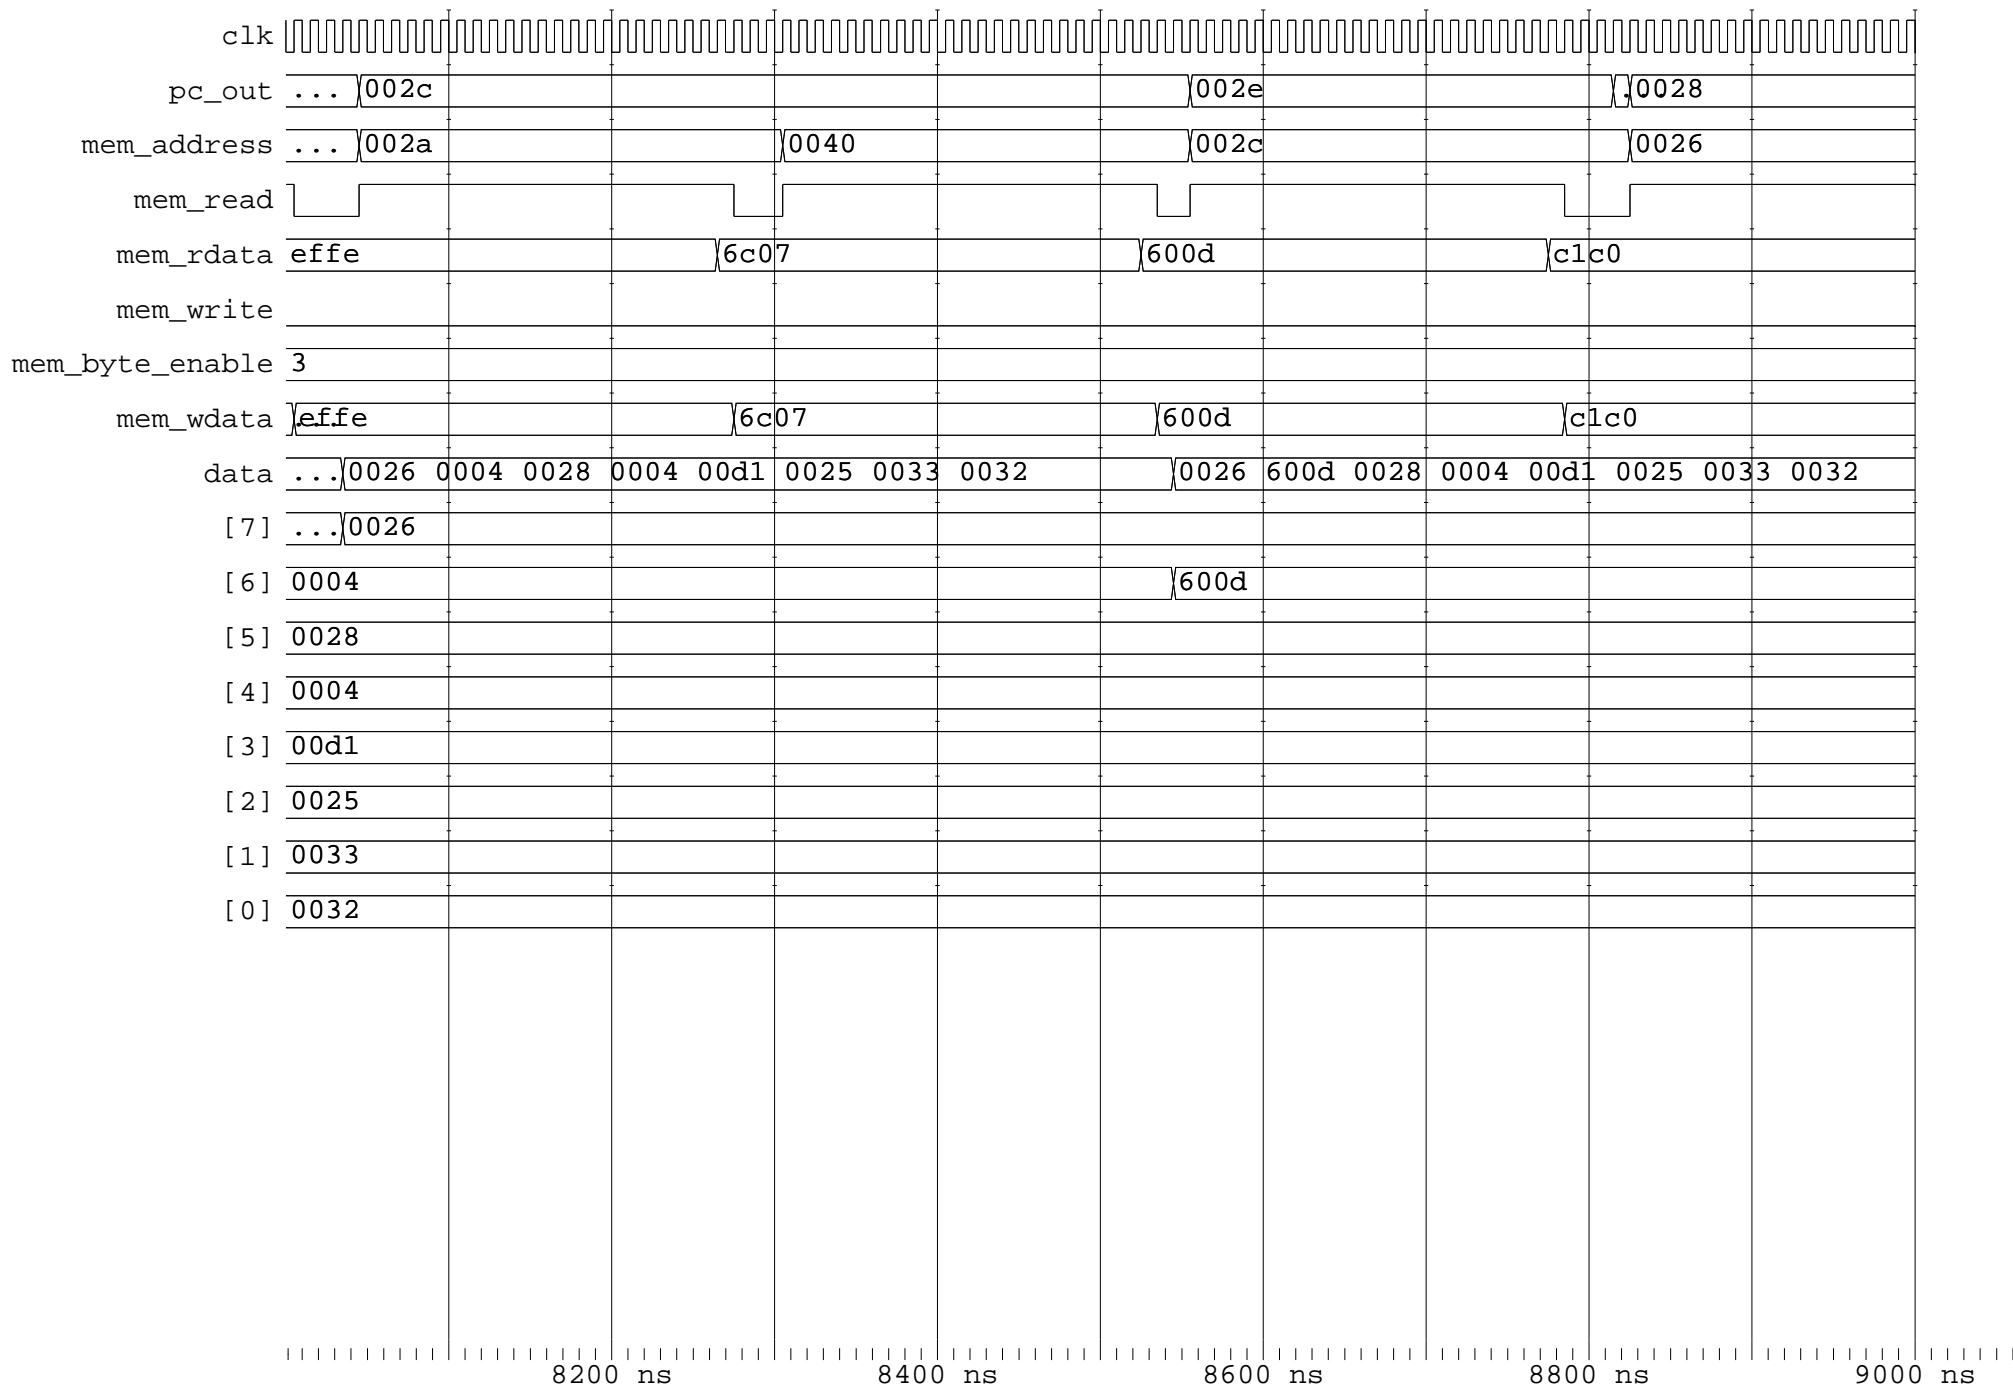 clk
pc_out ... 002c 002e ... 0028
mem_address ... 002a 0040 002c 0026
mem_read
mem_rdata effe 6c07 600d c1c0
mem_write
mem_byte_enable 3
mem_wdata ... effe 6c07 600d c1c0
data ... 0026 0004 0028 0004 00d1 0025 0033 0032 0026 600d 0028 0004 00d1 0025 0033 0032
[7] ... 0026
[6] 0004 600d
[5] 0028
[4] 0004
[3] 00d1
[2] 0025
[1] 0033
[0] 0032
8200 ns 8400 ns 8600 ns 8800 ns 9000 ns